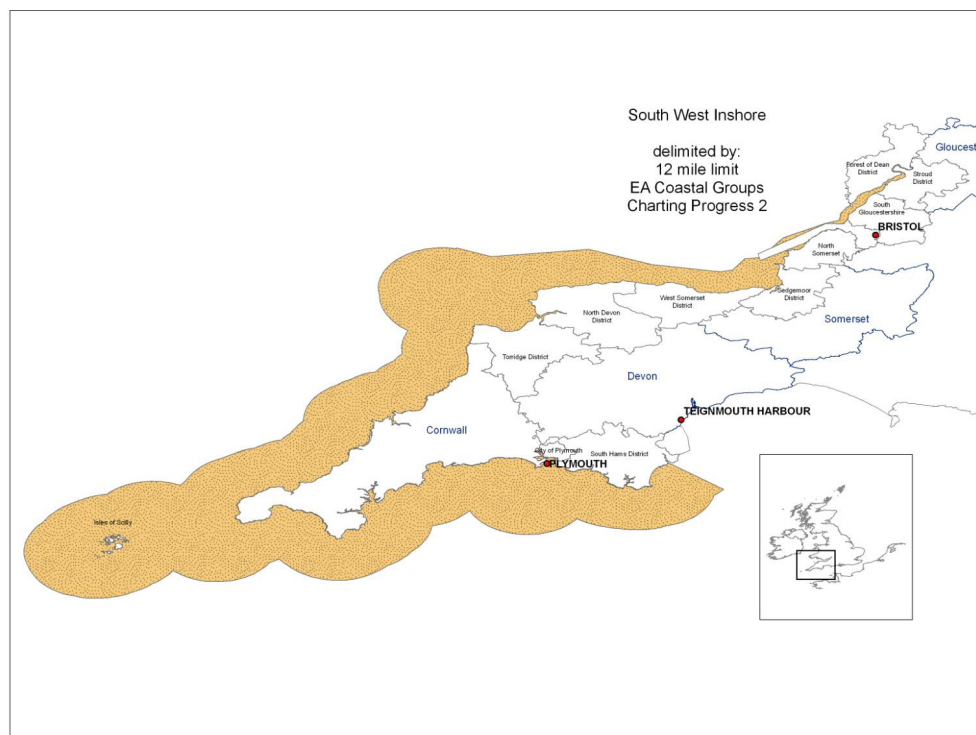 South West Inshore
delimited by:
12 mile limit
EA Coastal Groups
Charting Progress 2
Gloucest
Forest of Dean
District
Stroud
District
South
Gloucestershire
BRISTOL
North
Somerset
Sedgemoor
District
West Somerset
District
Somerset
North Devon
District
Torridge District
Devon
TEIGNMOUTH HARBOUR
Cornwall
City of Plymouth
South Hams District
PLYMOUTH
Isles of Scilly